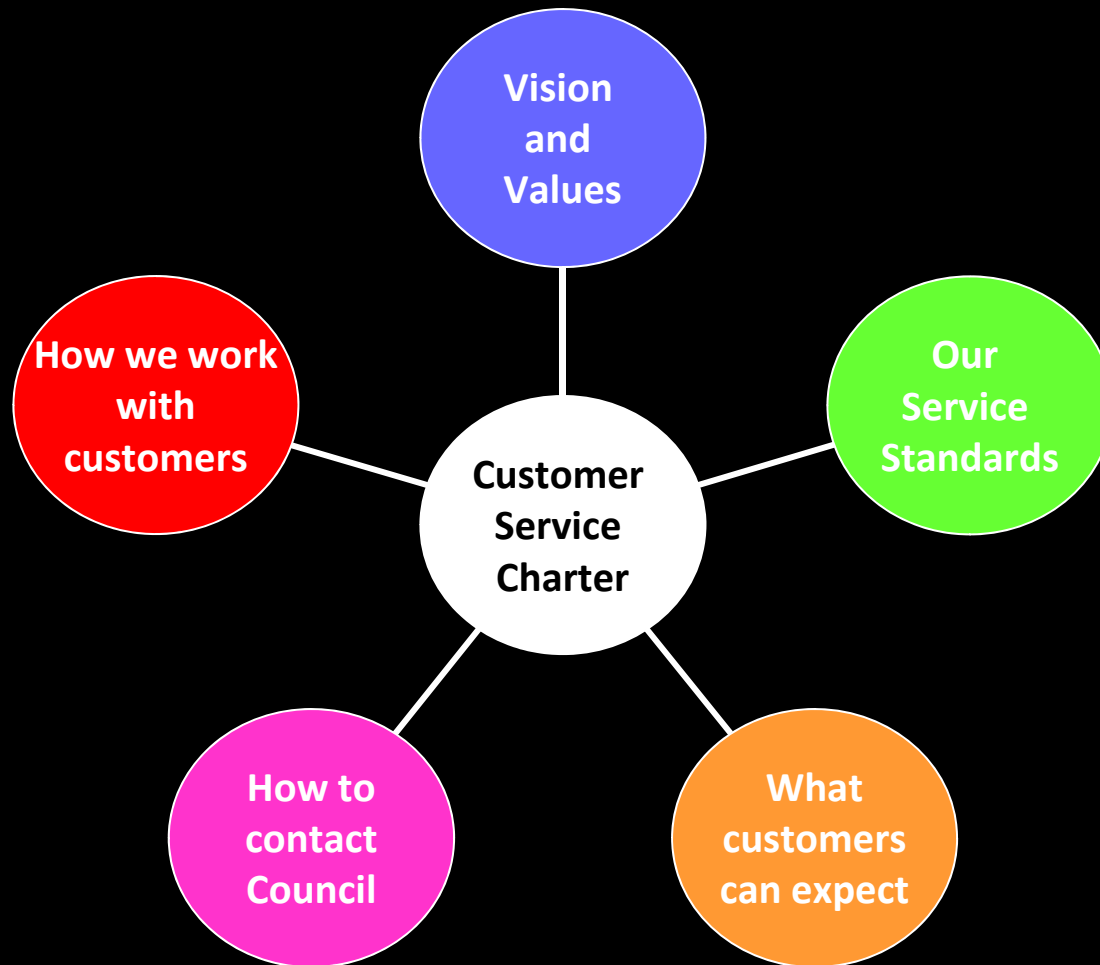 Vision
and
Values
How we work
with
customers
Our
Service
Standards
Customer
Service
Charter
How to
contact
Council
What
customers
can expect